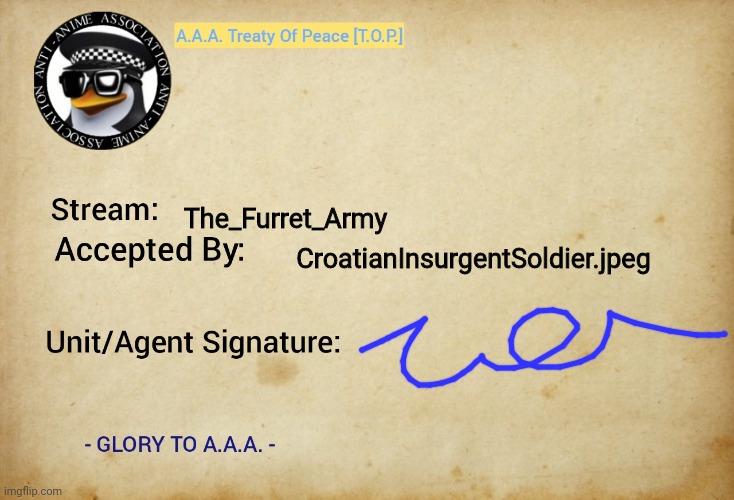 ANTI-ANIME ASSOCIATION ANTI-ANIME ASSOCIATION
A.A.A. Treaty Of Peace [T.O.P.]
Stream: The_Furret_Army
Accepted By: CroatianInsurgentSoldier.jpeg
Unit/Agent Signature:
- GLORY TO A.A.A. -
imgflip.com